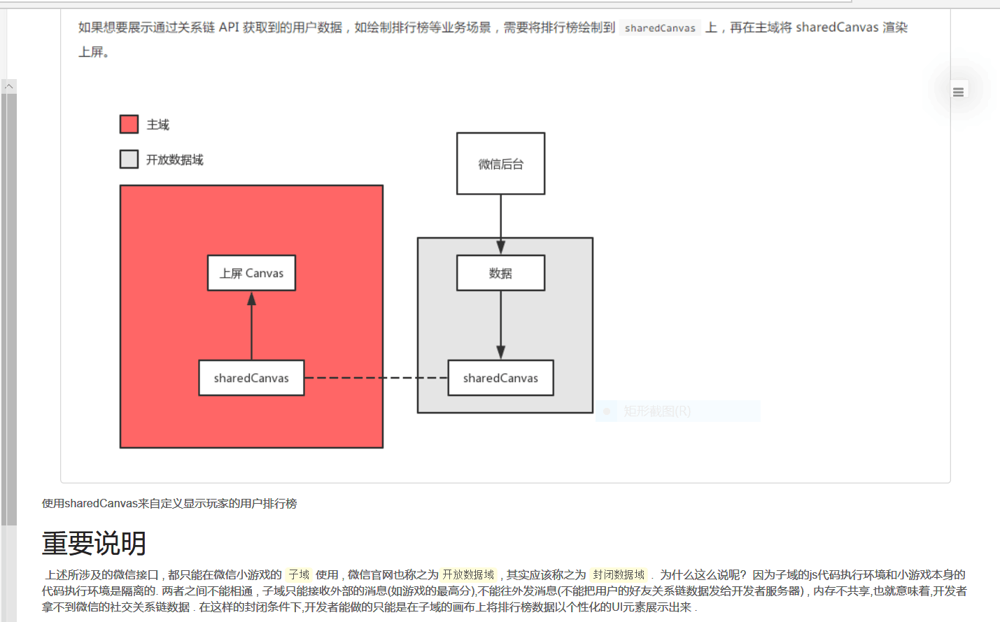 如果想要展示通过关系链 API 获取到的用户数据，如绘制排行榜等业务场景，需要将排行榜绘制到 sharedCanvas 上，再在主域将 sharedCanvas 渲染
上屏。
主域
开放数据域
微信后台
上屏 Canvas
数据
sharedCanvas
sharedCanvas
矩形截图(R)
使用sharedCanvas来自定义显示玩家的用户排行榜
重要说明
上述所涉及的微信接口 , 都只能在微信小游戏的 子域 使用 , 微信官网也称之为 开放数据域 , 其实应该称之为 封闭数据域 . 为什么这么说呢? 因为子域的js代码执行环境和小游戏本身的
代码执行环境是隔离的. 两者之间不能相通 , 子域只能接收外部的消息(如游戏的最高分),不能往外发消息(不能把用户的好友关系链数据发给开发者服务器) , 内存不共享,也就意味着,开发者
拿不到微信的社交关系链数据 . 在这样的封闭条件下,开发者能做的只能是在子域的画布上将排行榜数据以个性化的UI元素展示出来 .